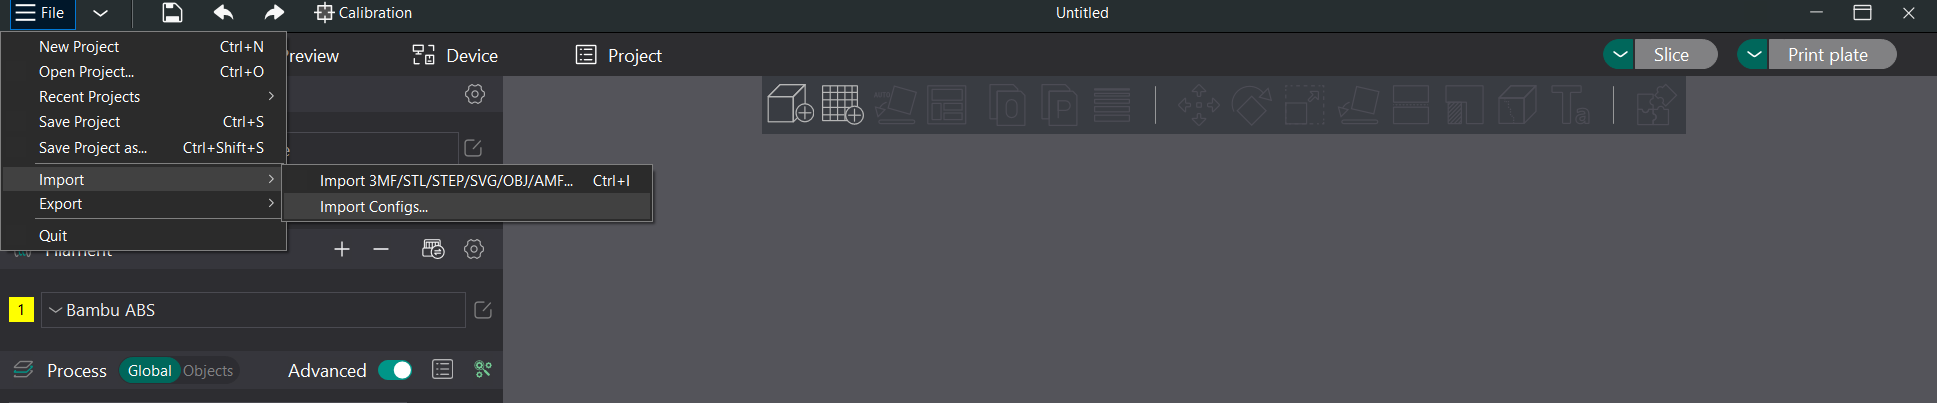 File
Calibration
Untitled
New Project Ctrl+N
Open Project... Ctrl+O
Recent Projects
Save Project Ctrl+S
Save Project as... Ctrl+Shift+S
Import
Export
Quit
Import 3MF/STL/STEP/SVG/OBJ/AMF... Ctrl+I
Import Configs...
review
Device
Project
Slice
Print plate
Filament
1
Bambu ABS
Process
Global
Objects
Advanced